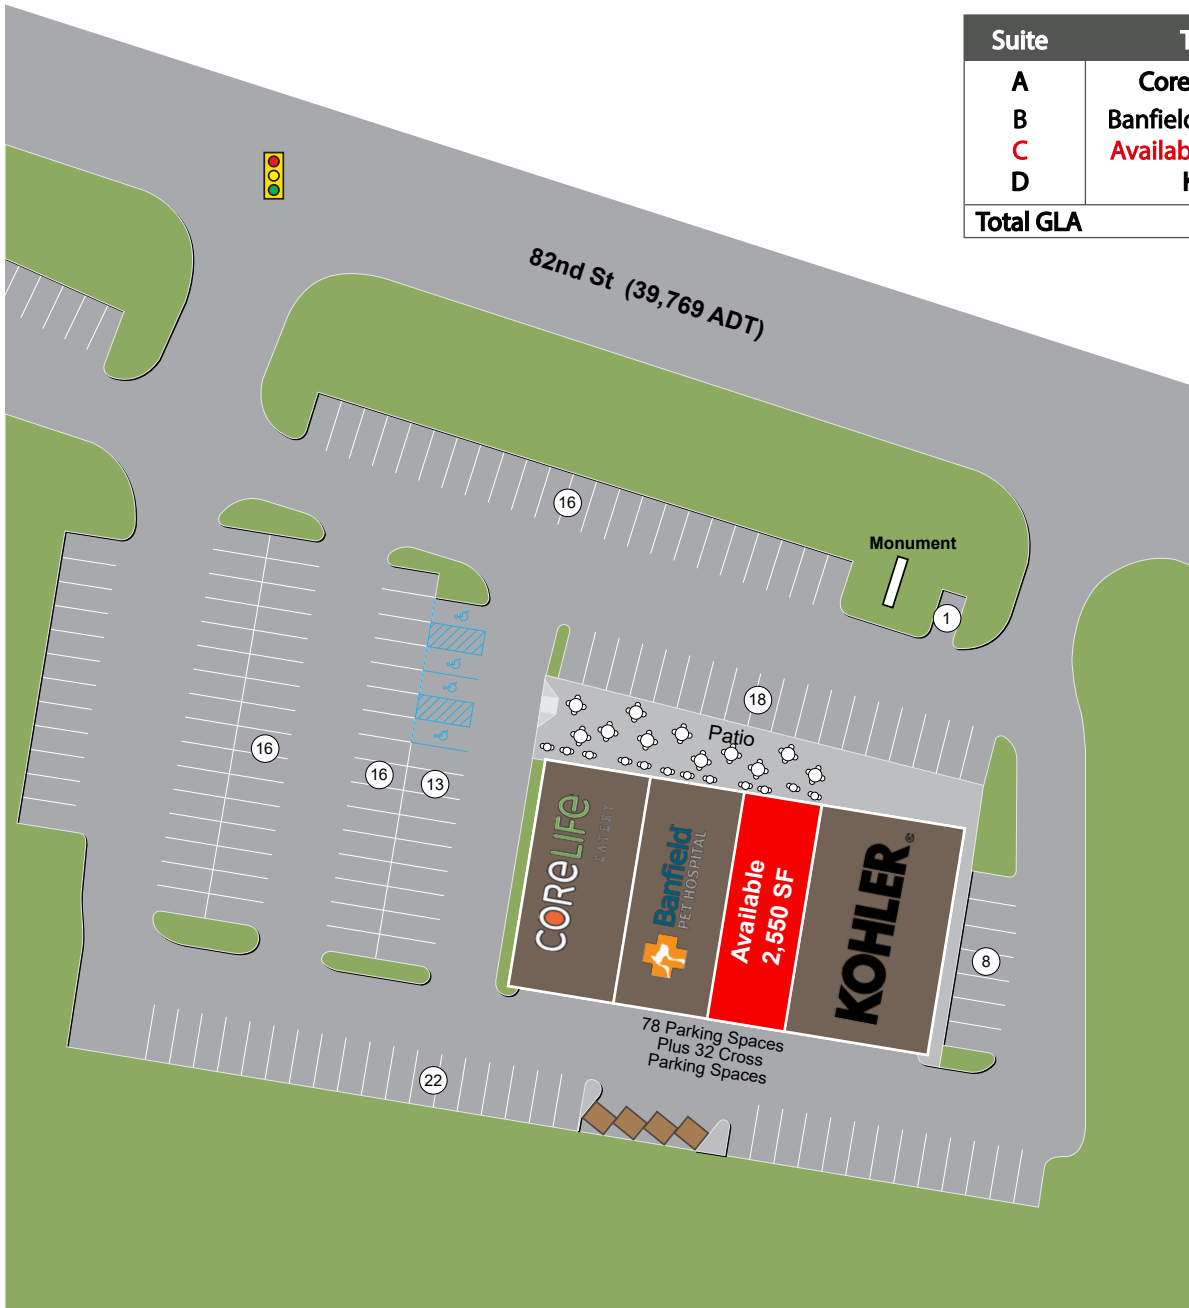 Suite
A
B
C
D
Total GLA
82nd St (39,769 ADT)
16
Monument
1
18
Patio
16
16
13
CORELIFE
EATERY
Banfield
PET HOSPITAL
Available
2,550 SF
KOHLER
8
78 Parking Spaces
Plus 32 Cross
Parking Spaces
22